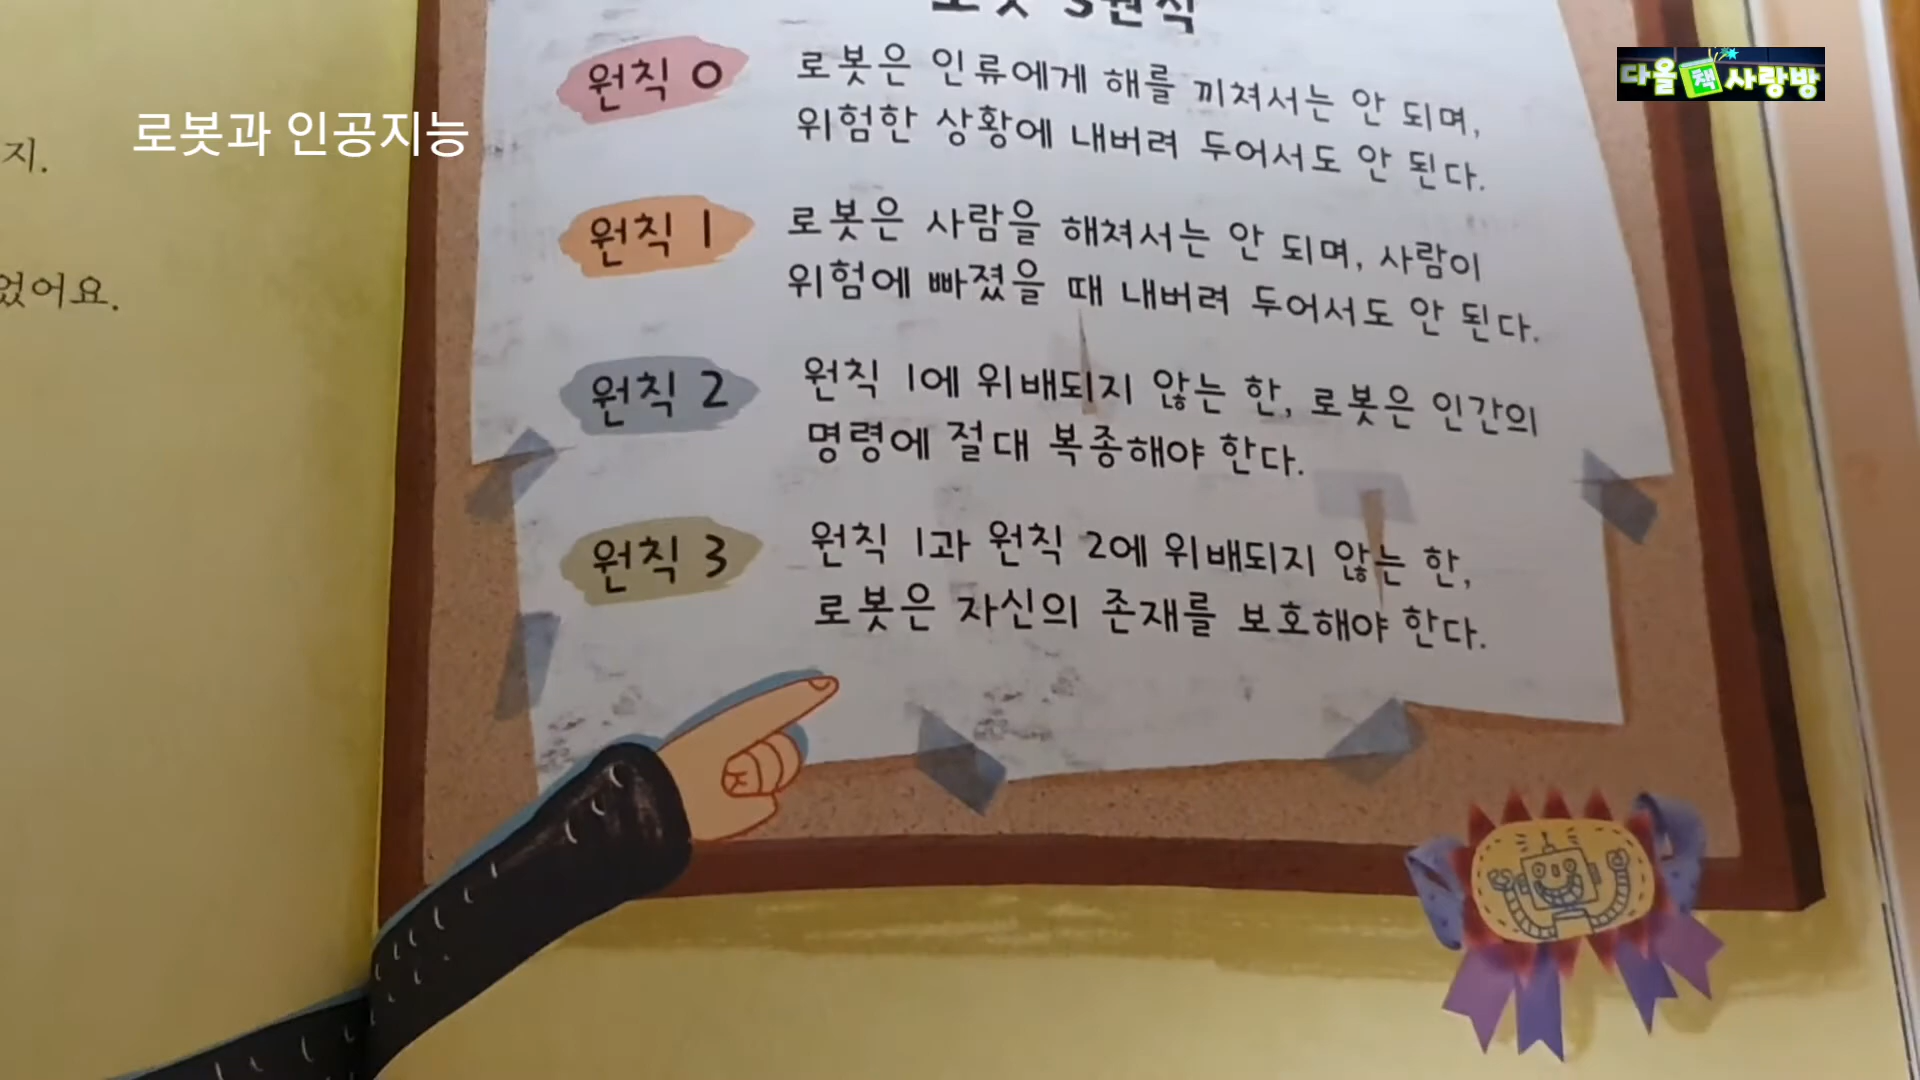 로봇 3원칙
원칙 0
로봇은 인류에게 해를 끼쳐서는 안 되며,
위험한 상황에 내버려 두어서도 안 된다.
원칙 1
로봇은 사람을 해쳐서는 안 되며, 사람이
위험에 빠졌을 때 내버려 두어서도 안 된다.
원칙 2
원칙 1에 위배되지 않는 한, 로봇은 인간의
명령에 절대 복종해야 한다.
원칙 3
원칙 1과 원칙 2에 위배되지 않는 한,
로봇은 자신의 존재를 보호해야 한다.
로봇과 인공지능
지.
었어요.
다올책사랑방